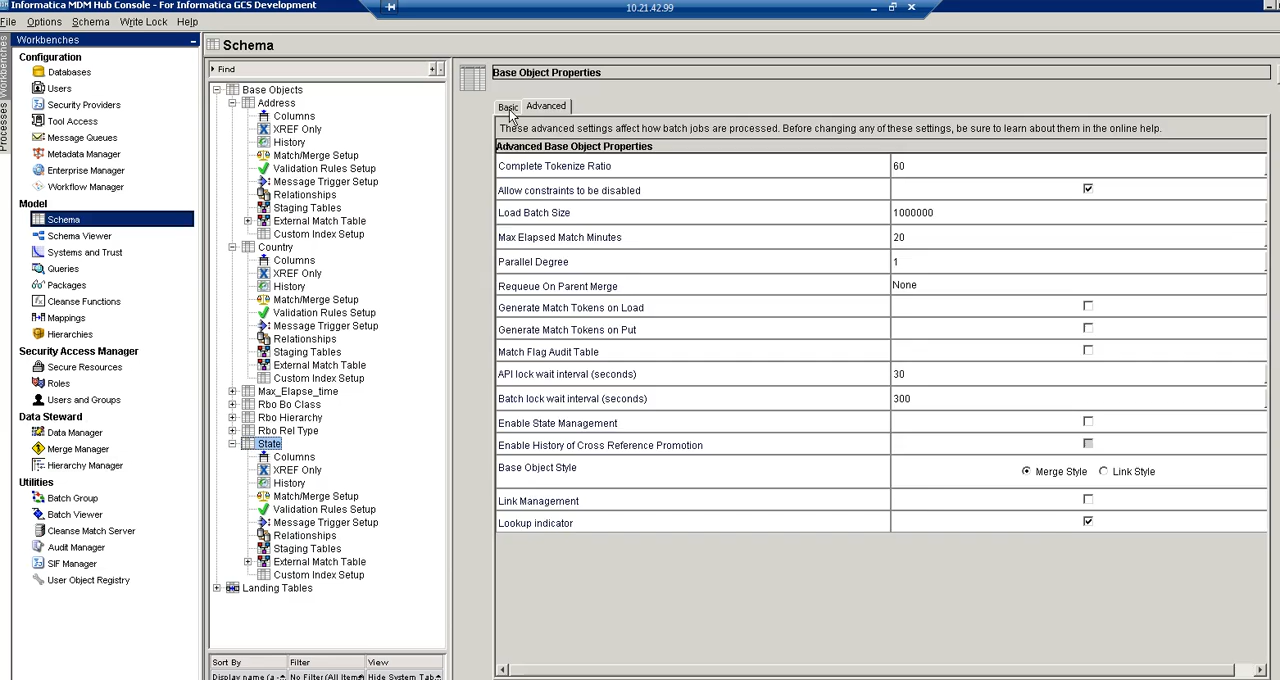 Informatica MDM Hub Console - For Informatica GCS Development
10.21.42.99
File Options Schema Write Lock Help
Workbenches
Processes
Workbenches
Configuration
Databases
Users
Security Providers
Tool Access
Message Queues
Metadata Manager
Enterprise Manager
Workflow Manager
Model
Schema
Schema Viewer
Systems and Trust
Queries
Packages
Cleanse Functions
Mappings
Hierarchies
Security Access Manager
Secure Resources
Roles
Users and Groups
Data Steward
Data Manager
Merge Manager
Hierarchy Manager
Utilities
Batch Group
Batch Viewer
Cleanse Match Server
Audit Manager
SIF Manager
User Object Registry
Schema
Find
Base Objects
Address
Columns
XREF Only
History
Match/Merge Setup
Validation Rules Setup
Message Trigger Setup
Relationships
Staging Tables
External Match Table
Custom Index Setup
Country
Columns
XREF Only
History
Match/Merge Setup
Validation Rules Setup
Message Trigger Setup
Relationships
Staging Tables
External Match Table
Custom Index Setup
Max_Elapse_time
Rbo Bo Class
Rbo Hierarchy
Rbo Rel Type
State
Columns
XREF Only
History
Match/Merge Setup
Validation Rules Setup
Message Trigger Setup
Relationships
Staging Tables
External Match Table
Custom Index Setup
Landing Tables
Sort By Filter View
Display name (a - No Filter (All Item Hide System Tab
Base Object Properties
Basic Advanced
These advanced settings affect how batch jobs are processed. Before changing any of these settings, be sure to learn about them in the online help.
Advanced Base Object Properties
Complete Tokenize Ratio 60
Allow constraints to be disabled
Load Batch Size 1000000
Max Elapsed Match Minutes 20
Parallel Degree 1
Requeue On Parent Merge None
Generate Match Tokens on Load
Generate Match Tokens on Put
Match Flag Audit Table
API lock wait interval (seconds) 30
Batch lock wait interval (seconds) 300
Enable State Management
Enable History of Cross Reference Promotion
Base Object Style Merge Style Link Style
Link Management
Lookup indicator